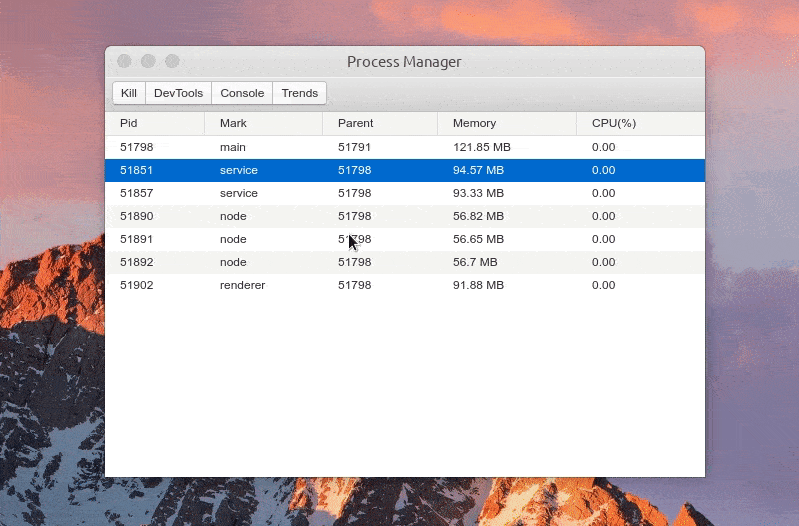 Process Manager
Kill DevTools Console Trends
Pid Mark Parent Memory CPU(%)
51798 main 51791 121.85 MB 0.00
51851 service 51798 94.57 MB 0.00
51857 service 51798 93.33 MB 0.00
51890 node 51798 56.82 MB 0.00
51891 node 51798 56.65 MB 0.00
51892 node 51798 56.7 MB 0.00
51902 renderer 51798 91.88 MB 0.00